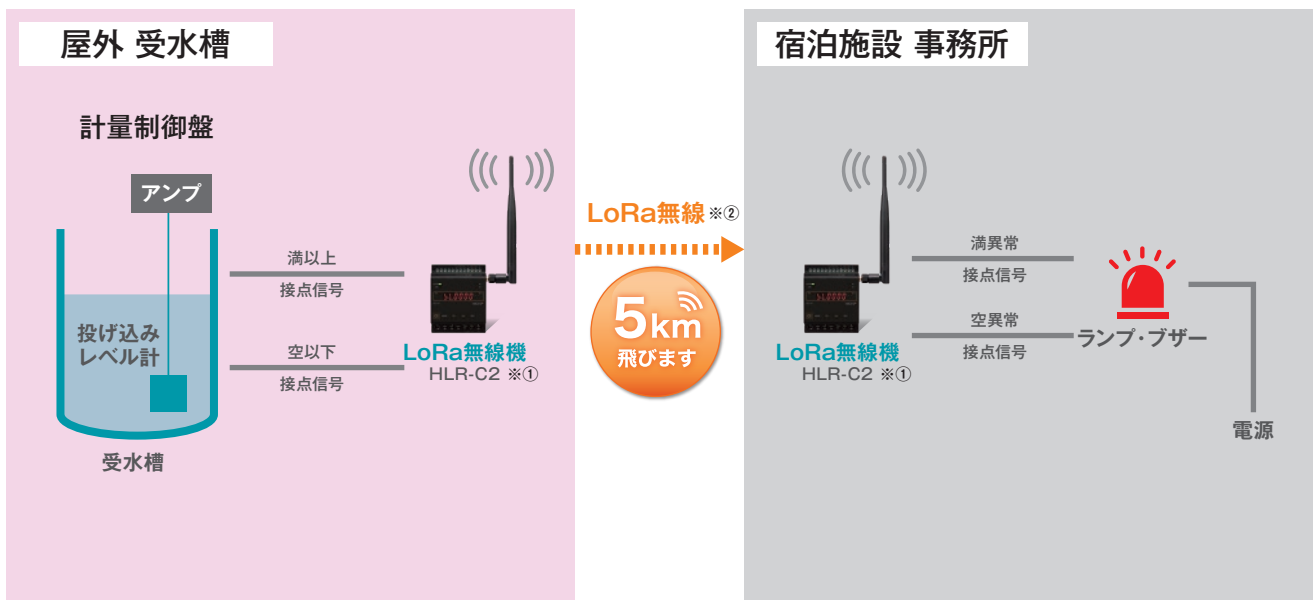 屋外 受水槽
計量制御盤
アンプ
投げ込み
レベル計
受水槽
満以上
接点信号
空以下
接点信号
LoRa無線機
HLR-C2 ※①
LoRa無線※②
5km
飛びます
宿泊施設 事務所
LoRa無線機
HLR-C2 ※①
満異常
接点信号
空異常
接点信号
ランプ・ブザー
電源